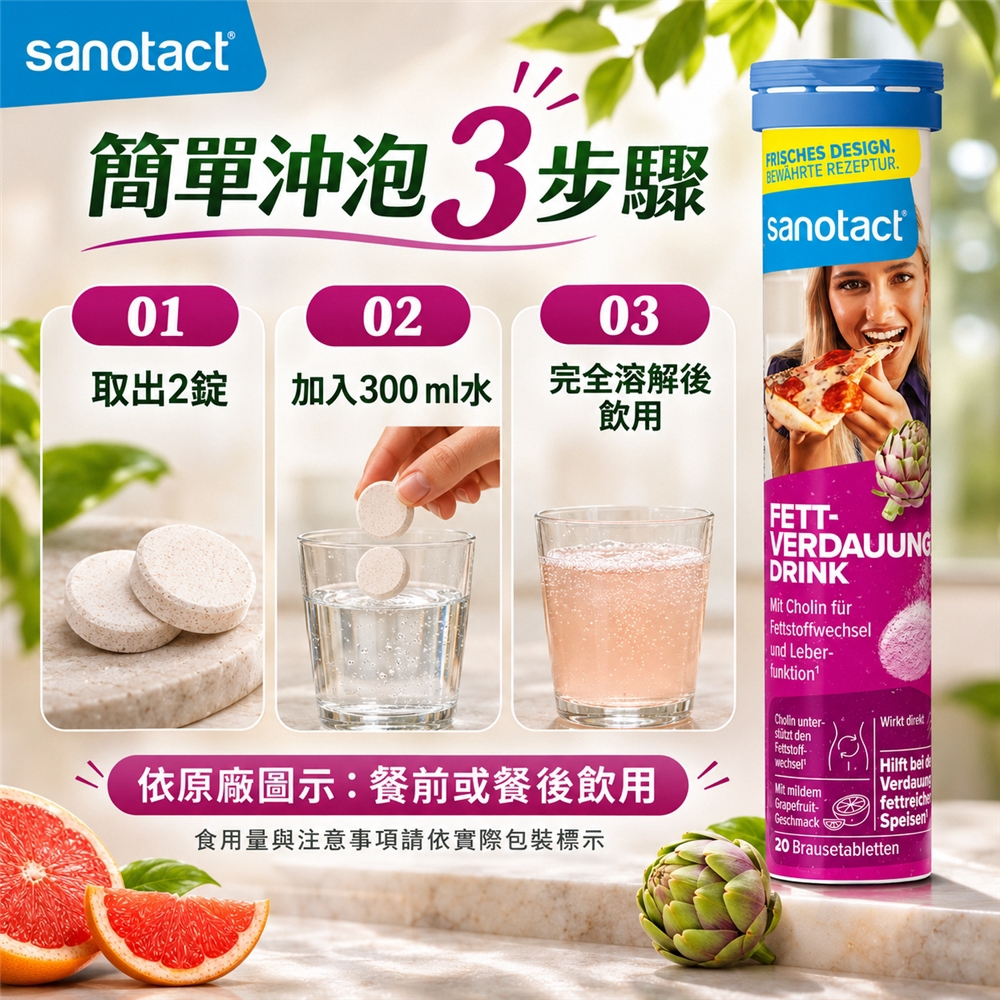 sanotact®
簡單沖泡3步驟
01
取出2錠
02
加入300 ml水
03
完全溶解後
飲用
依原廠圖示：餐前或餐後飲用
食用量與注意事項請依實際包裝標示
FRISCHES DESIGN.
BEWÄHRTE REZEPTUR.
sanotact®
FETT-
VERDAUUNG
DRINK
Mit Cholin für
Fettstoffwechsel
und Leber-
funktion¹
Cholin unter-
stützt den
Fettstoff-
wechsel¹
Mit mildem
Grapefruit-
Geschmack
Wirkt direkt
Hilft bei de
Verdauung
fettreicher
Speisen¹
20 Brausetabletten